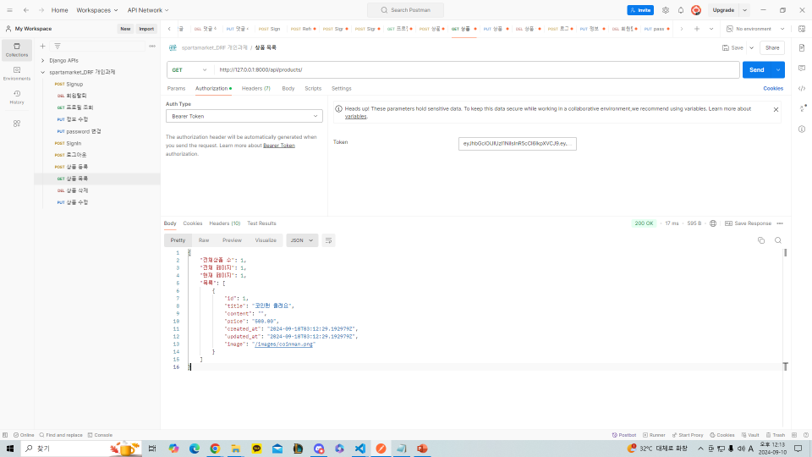 Home Workspaces API Network
Search Postman
Invite
Upgrade
My Workspace
New Import
No environment
Collections
Environments
History
Django APIs
spartamarket_DRF 개인과제
POST Signup
DEL 회원탈퇴
GET 프로필 조회
PUT 정보 수정
PUT password 변경
POST SignIn
POST 로그아웃
POST 상품 등록
GET 상품 목록
DEL 상품 삭제
PUT 상품 수정
spartamarket_DRF 개인과제 / 상품 목록
Save Share
GET http://127.0.0.1:8000/api/products/
Send
Params Authorization Headers (7) Body Scripts Settings
Cookies
Auth Type
Bearer Token
The authorization header will be automatically generated when you send the request. Learn more about Bearer Token authorization.
Heads up! These parameters hold sensitive data. To keep this data secure while working in a collaborative environment, we recommend using variables. Learn more about variables.
Token
Body Cookies Headers (10) Test Results
200 OK 17 ms 596 B Save Response
Pretty Raw Preview Visualize JSON
1 {
2 "전체상품 수": 1,
3 "전체 페이지": 1,
4 "현재 페이지": 1,
5 "목록": [
6 {
7 "id": 1,
8 "title":
9 "content": "",
10 "price": "500.00",
11 "created_at": "2024-09-10T03:12:29.192979Z",
12 "updated_at": "2024-09-10T03:12:29.192979Z",
13 "image": "/images/coinman.png"
14 }
15 ]
16 }
Online Find and replace Console
Postbot Runner Start Proxy Cookies Vault Trash
찾기
32°C 대체로 화창
오후 12:13
2024-09-10